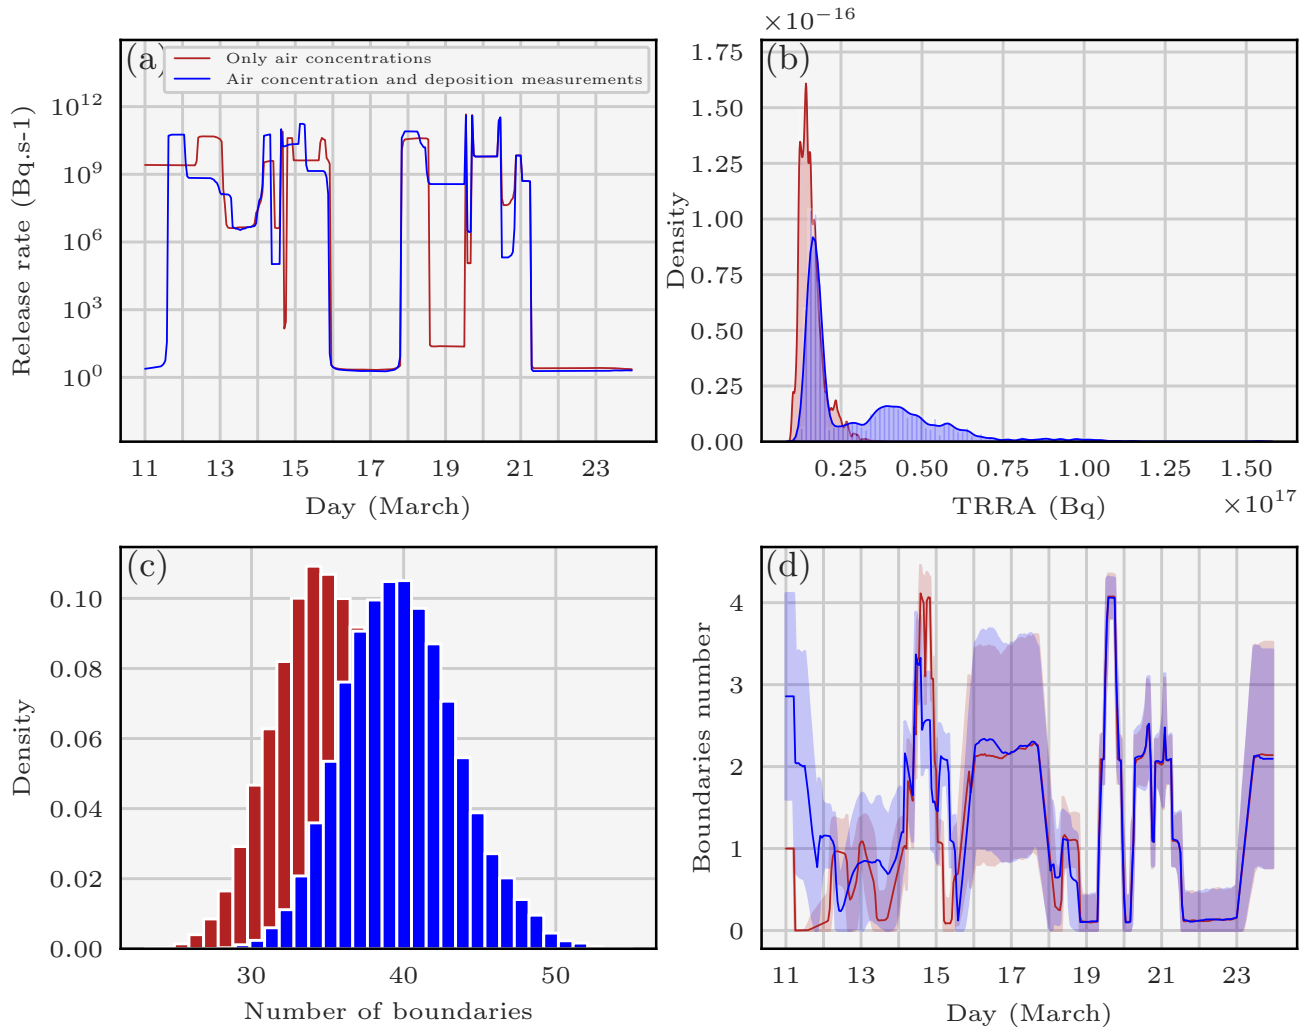 (a)
Only air concentrations
Air concentration and deposition measurements
Release rate (Bq.s-1)
10^12
10^9
10^6
10^3
10^0
11 13 15 17 19 21 23
Day (March)
×10^−16
(b)
Density
1.75
1.50
1.25
1.00
0.75
0.50
0.25
0.00
0.25 0.50 0.75 1.00 1.25 1.50
TRRA (Bq)
×10^17
(c)
Density
0.10
0.08
0.06
0.04
0.02
0.00
30 40 50
Number of boundaries
(d)
Boundaries number
4
3
2
1
0
11 13 15 17 19 21 23
Day (March)